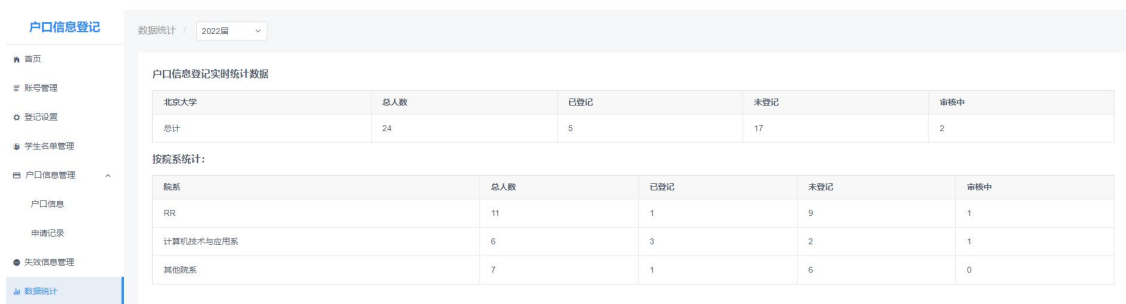 户口信息登记
首页
账号管理
登记设置
学生名单管理
户口信息管理
户口信息
申请记录
失效信息管理
数据统计
数据统计 / 2022届
户口信息登记实时统计数据
北京大学 总人数 已登记 未登记 审核中
总计 24 5 17 2
按院系统计：
院系 总人数 已登记 未登记 审核中
RR 11 1 9 1
计算机技术与应用系 6 3 2 1
其他院系 7 1 6 0